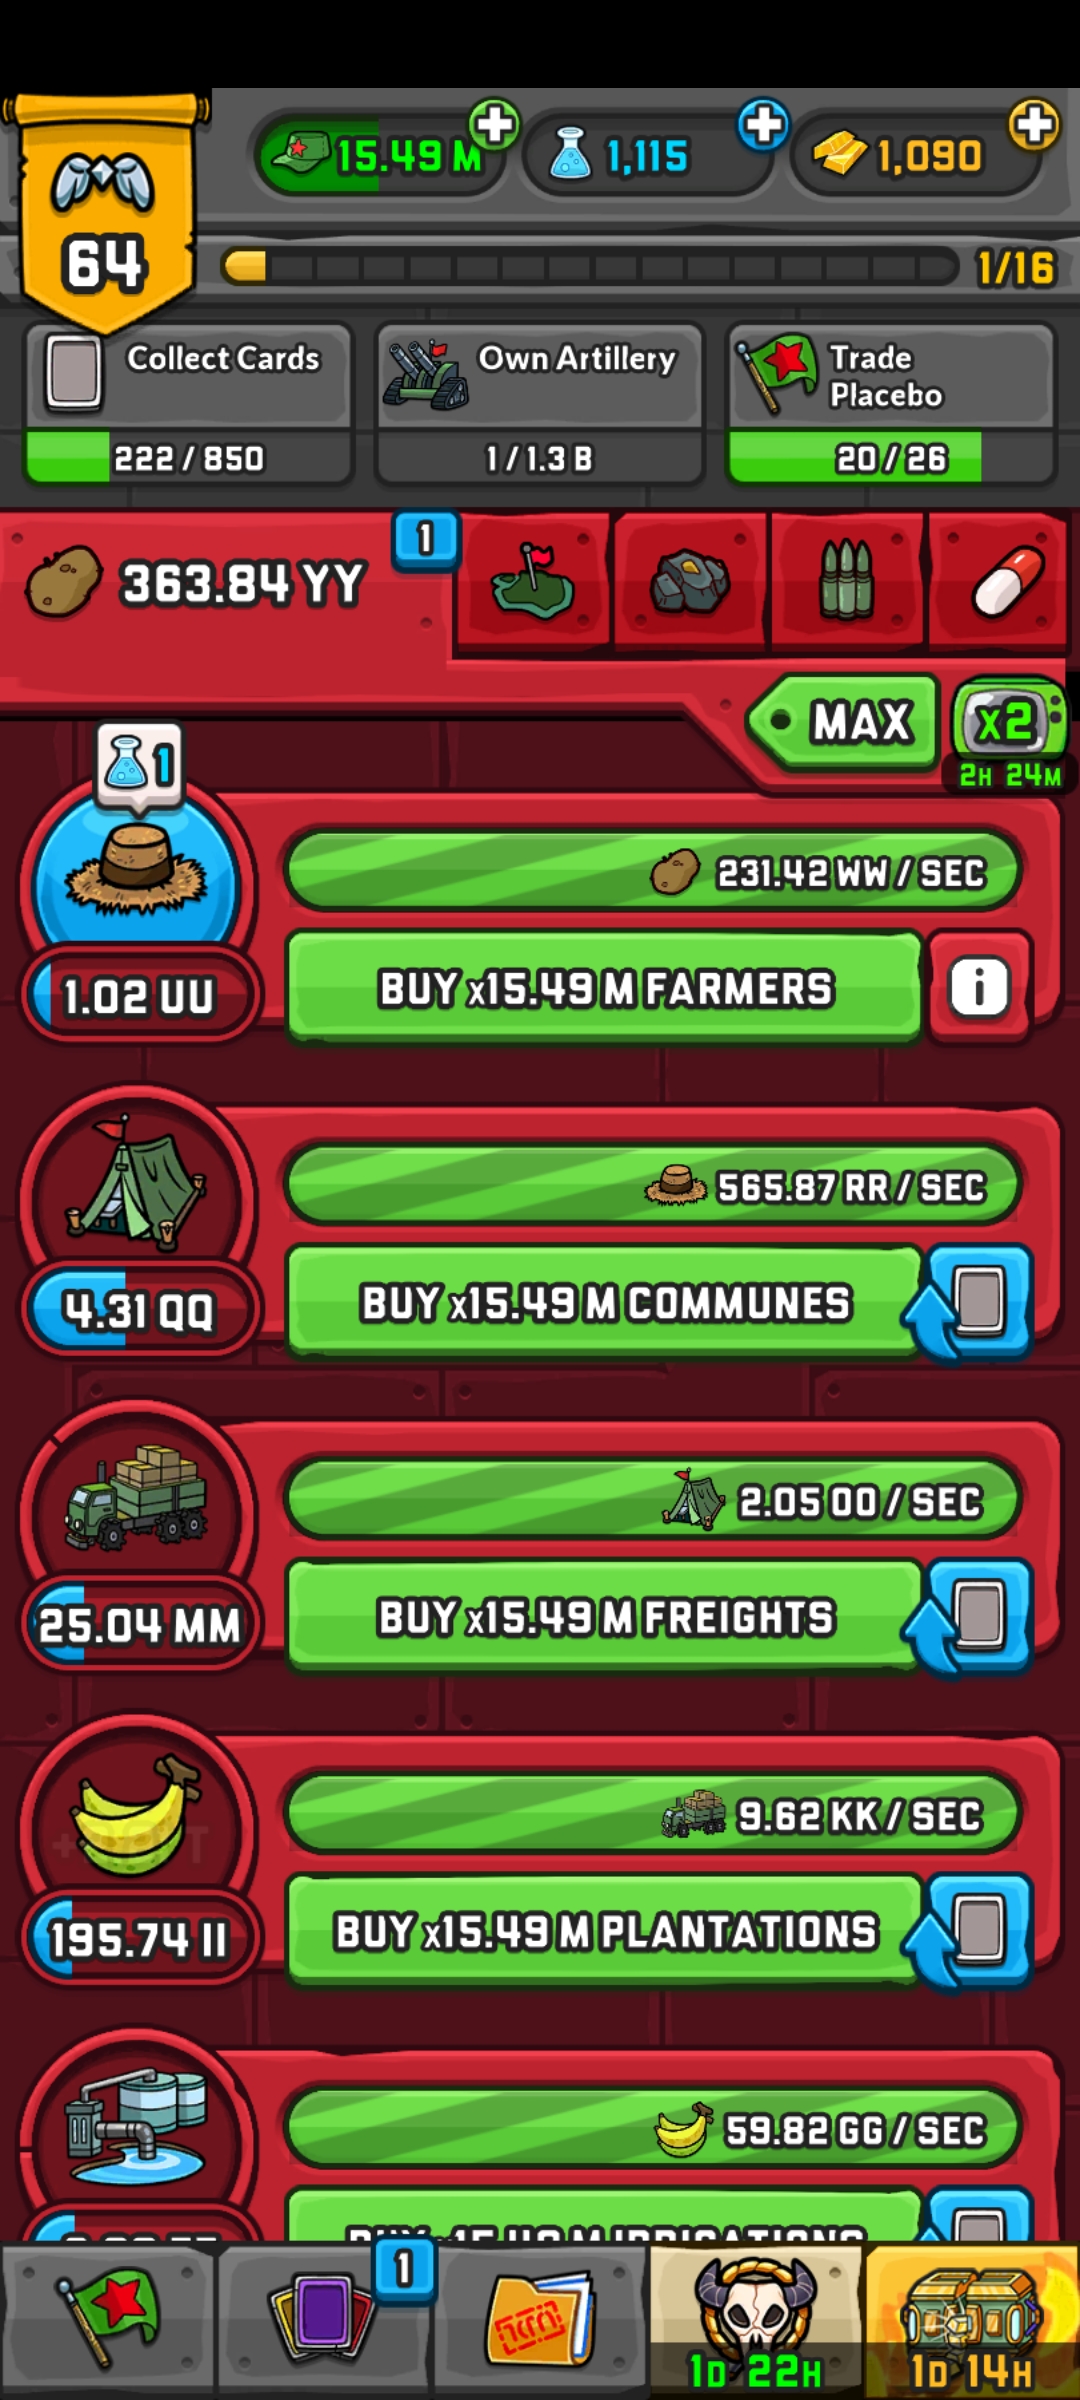 15.49 M
1,115
1,090
64
1/16
Collect Cards
222 / 850
Own Artillery
1 / 1.3 B
Trade
Placebo
20 / 26
363.84 YY
1
MAX
x2
2H 24M
1
231.42 WW / SEC
1.02 UU
BUY x15.49 M FARMERS
i
565.87 RR / SEC
4.31 QQ
BUY x15.49 M COMMUNES
2.05 OO / SEC
25.04 MM
BUY x15.49 M FREIGHTS
9.62 KK / SEC
195.74 II
BUY x15.49 M PLANTATIONS
59.82 GG / SEC
BUY x15.49 M IRRIGATIONS
1
1D 22H
1D 14H